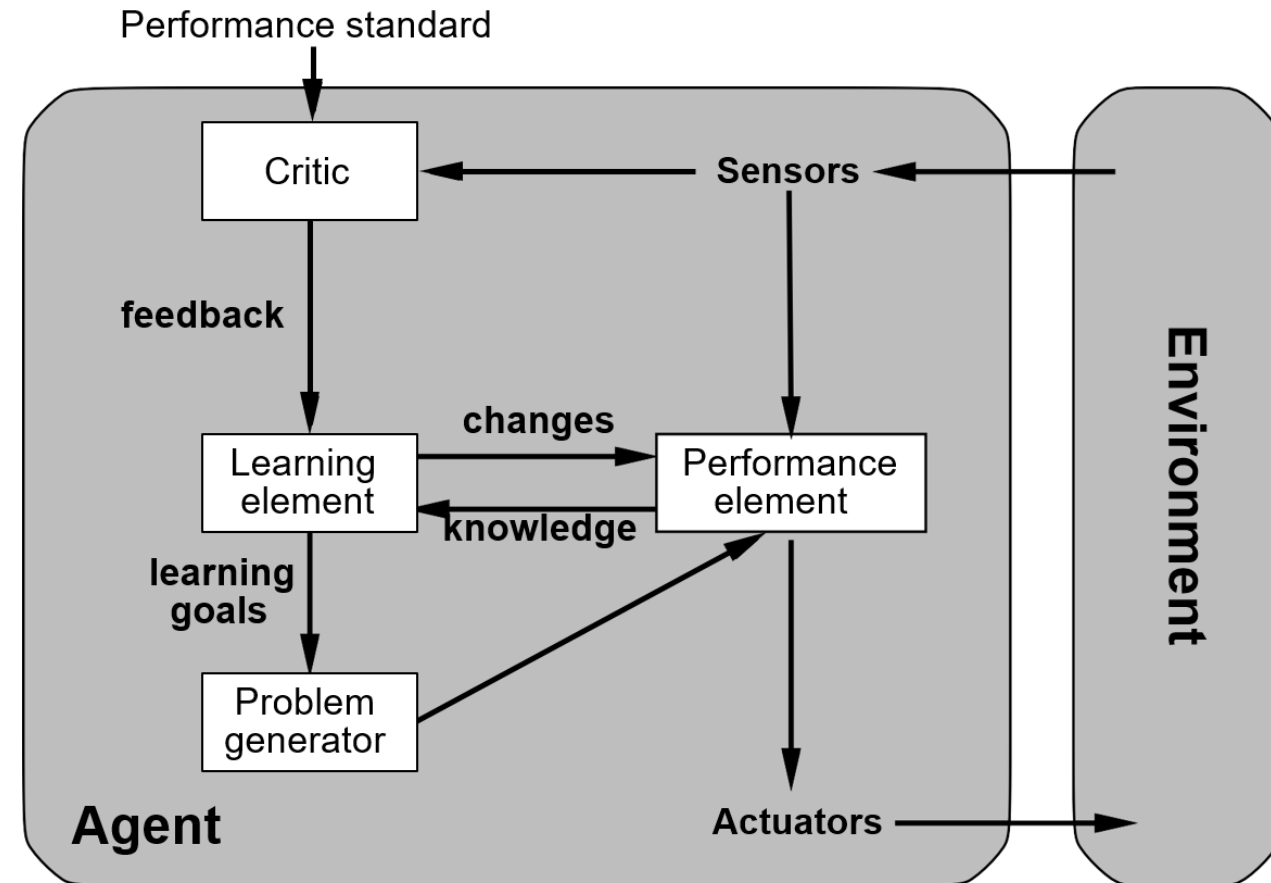 Performance standard
Critic
Sensors
feedback
changes
Learning
element
Performance
element
knowledge
learning
goals
Problem
generator
Agent
Actuators
Environment